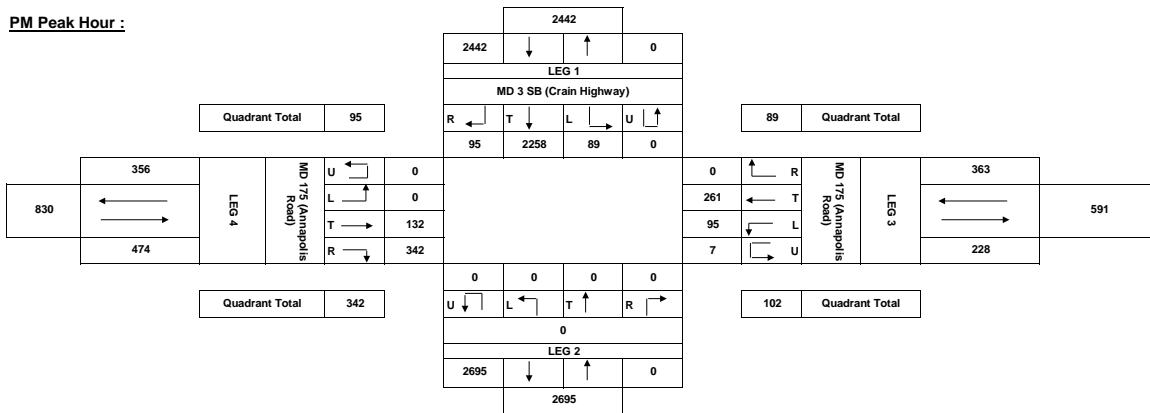 PM Peak Hour :
2442
2442 0
LEG 1
MD 3 SB (Crain Highway)
Quadrant Total 95
R T L U
Quadrant Total 89
95 2258 89 0
356
LEG 4
MD 175 (Annapolis Road)
U 0
L 0
T 132
R 342
830
474
0 R
261 T
95 L
7 U
MD 175 (Annapolis Road)
LEG 3
363
591
228
Quadrant Total 342
0 0 0 0
U L T R
102 Quadrant Total
0
LEG 2
2695 0
2695